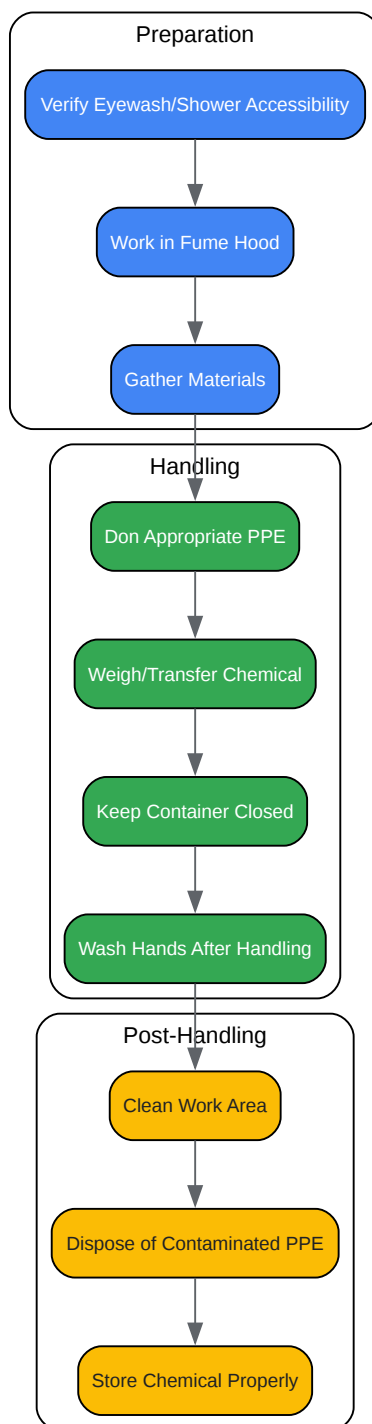 Preparation
Verify Eyewash/Shower Accessibility
Work in Fume Hood
Gather Materials
Handling
Don Appropriate PPE
Weigh/Transfer Chemical
Keep Container Closed
Wash Hands After Handling
Post-Handling
Clean Work Area
Dispose of Contaminated PPE
Store Chemical Properly